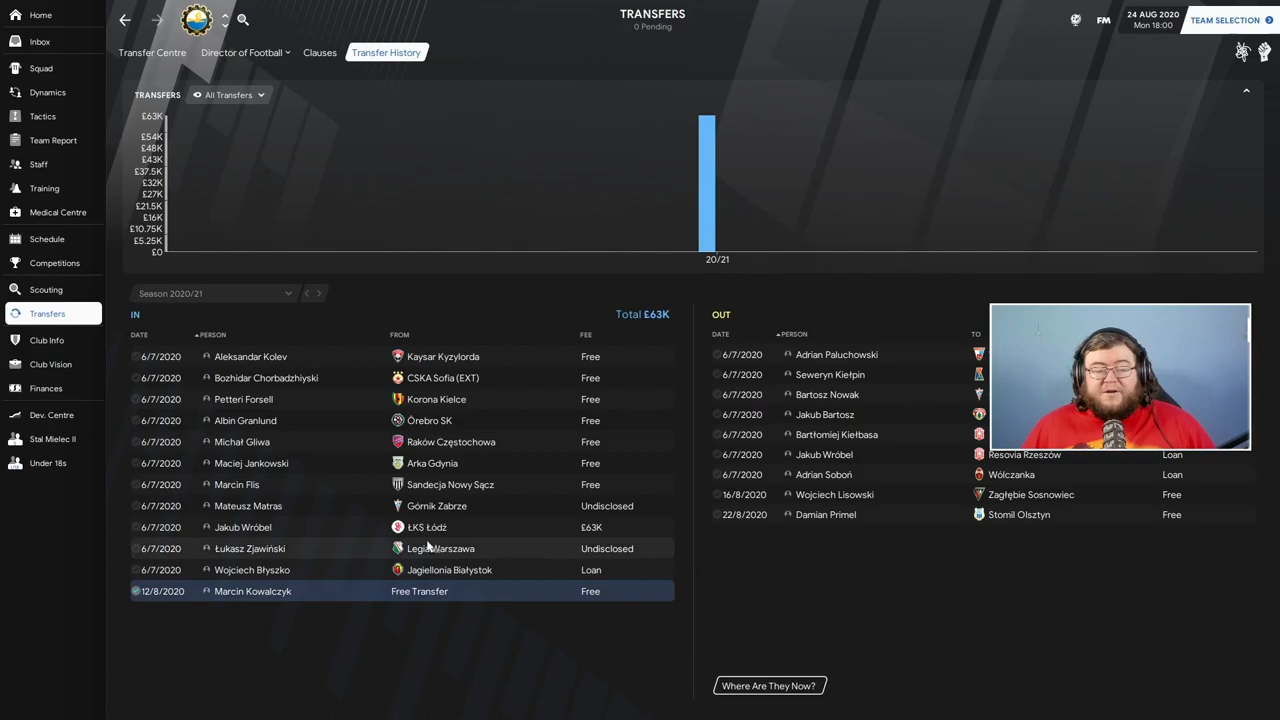 Home
Inbox
Squad
Dynamics
Tactics
Team Report
Staff
Training
Medical Centre
Schedule
Competitions
Scouting
Transfers
Club Info
Club Vision
Finances
Dev. Centre
Stal Mielec II
Under 18s
TRANSFERS
0 Pending
FM
24 AUG 2020
Mon 18:00
TEAM SELECTION
Transfer Centre
Director of Football
Clauses
Transfer History
TRANSFERS
All Transfers
£63K
£54K
£48K
£43K
£37.5K
£32K
£27K
£21.5K
£16K
£10.75K
£5.25K
£0
20/21
Season 2020/21
IN
Total £63K
DATE PERSON FROM FEE
6/7/2020 Aleksandar Kolev Kaysar Kyzylorda Free
6/7/2020 Bozhidar Chorbadzhiyski CSKA Sofia (EXT) Free
6/7/2020 Petteri Forsell Korona Kielce Free
6/7/2020 Albin Granlund Örebro SK Free
6/7/2020 Michał Gliwa Raków Częstochowa Free
6/7/2020 Maciej Jankowski Arka Gdynia Free
6/7/2020 Marcin Flis Sandecja Nowy Sącz Free
6/7/2020 Mateusz Matras Górnik Zabrze Undisclosed
6/7/2020 Jakub Wróbel ŁKS Łódź £63K
6/7/2020 Łukasz Zjawiński Legia Warszawa Undisclosed
6/7/2020 Wojciech Błyszko Jagiellonia Białystok Loan
12/8/2020 Marcin Kowalczyk Free Transfer Free
OUT
DATE PERSON TO
6/7/2020 Adrian Paluchowski
6/7/2020 Seweryn Kiełpin
6/7/2020 Bartosz Nowak
6/7/2020 Jakub Bartosz
6/7/2020 Bartłomiej Kiełbasa
6/7/2020 Jakub Wróbel Resovia Rzeszów Loan
6/7/2020 Adrian Soboń Wólczanka Loan
16/8/2020 Wojciech Lisowski Zagłębie Sosnowiec Free
22/8/2020 Damian Primel Stomil Olsztyn Free
Where Are They Now?